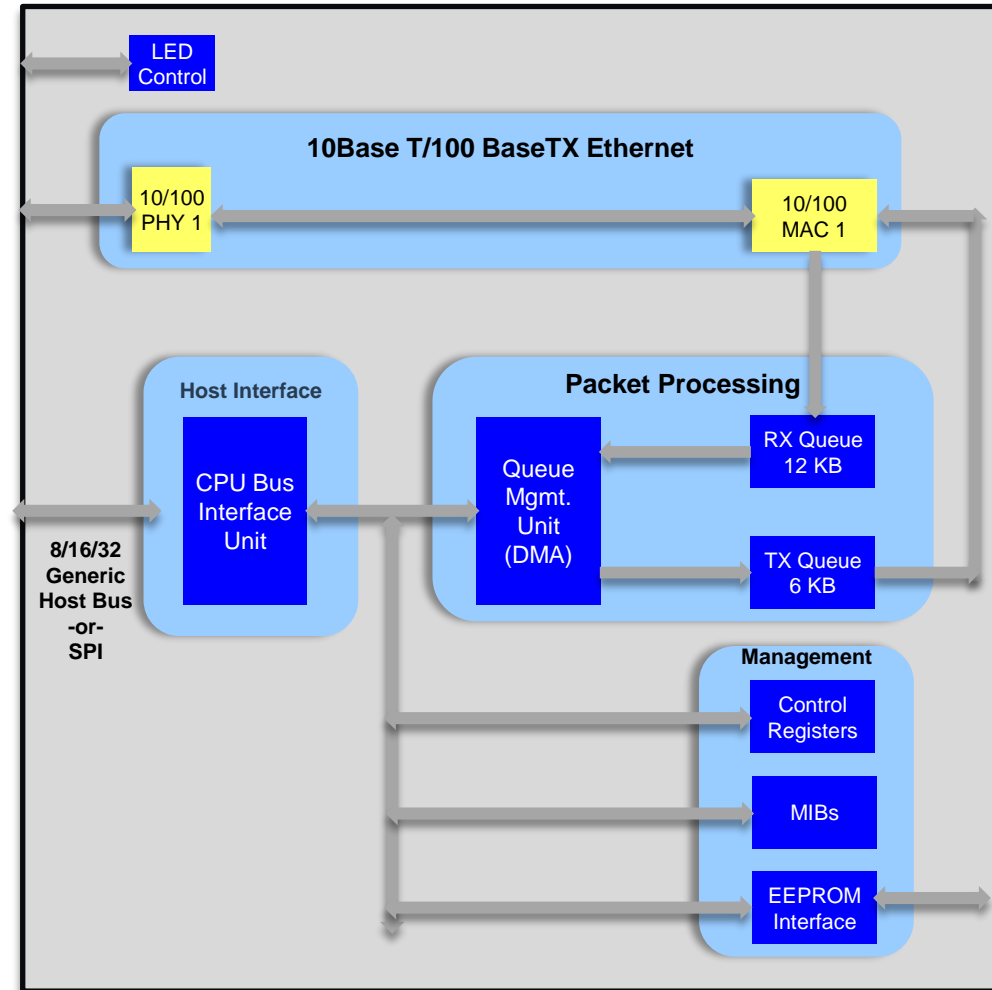 LED
Control
10Base T/100 BaseTX Ethernet
10/100
PHY 1
10/100
MAC 1
Host Interface
CPU Bus
Interface
Unit
8/16/32
Generic
Host Bus
-or-
SPI
Packet Processing
Queue
Mgmt.
Unit
(DMA)
RX Queue
12 KB
TX Queue
6 KB
Management
Control
Registers
MIBs
EEPROM
Interface